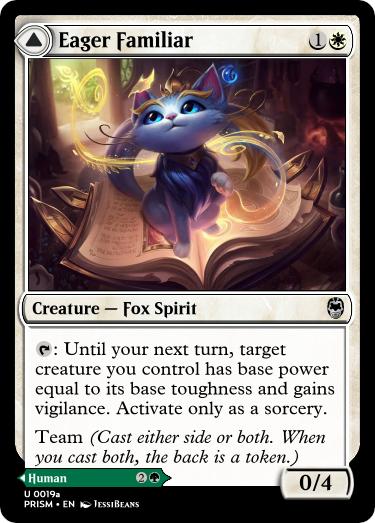 Eager Familiar 1
Creature — Fox Spirit
: Until your next turn, target
creature you control has base power
equal to its base toughness and gains
vigilance. Activate only as a sorcery.
Team (Cast either side or both. When
you cast both, the back is a token.)
Human 2
0/4
U 0019a
PRISM • EN JESSIBEANS